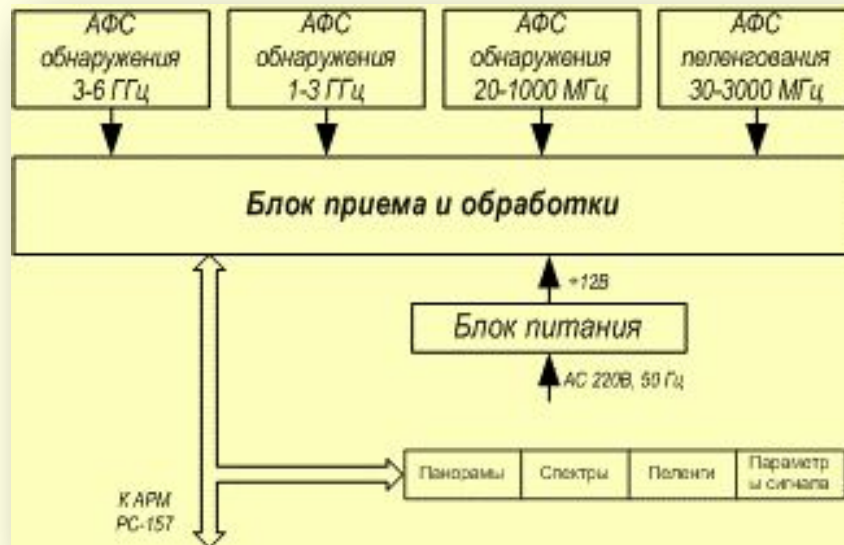 АФС
обнаружения
3-6 ГГц
АФС
обнаружения
1-3 ГГц
АФС
обнаружения
20-1000 МГц
АФС
пеленгования
30-3000 МГц
Блок приема и обработки
+12В
Блок питания
АС 220В, 50 Гц
Панорамы
Спектры
Пеленги
Параметр
ы сигнала
К АРМ
РС-157